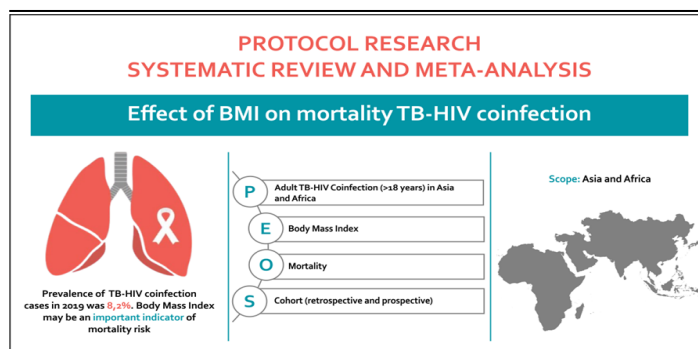 PROTOCOL RESEARCH
SYSTEMATIC REVIEW AND META-ANALYSIS
Effect of BMI on mortality TB-HIV coinfection
Prevalence of TB-HIV coinfection
cases in 2019 was 8,2%. Body Mass Index
may be an important indicator of
mortality risk
P
Adult TB-HIV Coinfection (>18 years) in Asia
and Africa
E
Body Mass Index
O
Mortality
S
Cohort (retrospective and prospective)
Scope: Asia and Africa